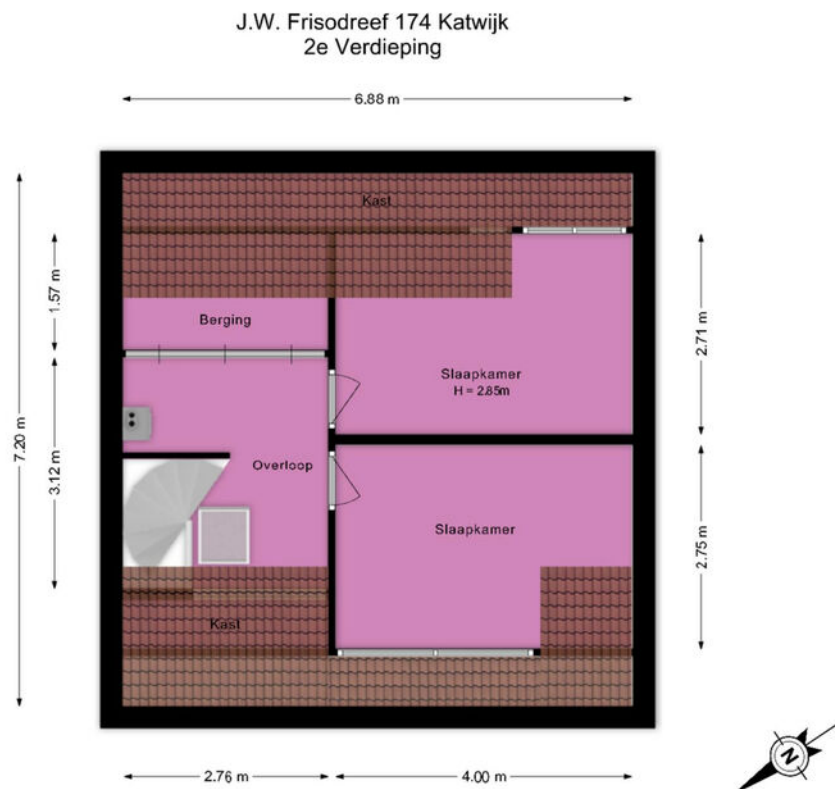 J.W. Frisodreef 174 Katwijk
2e Verdieping
6.88 m
Kast
1.57 m
Berging
2.71 m
Slaapkamer
H = 2.85m
7.20 m
3.12 m
Overloop
Slaapkamer
2.75 m
Kast
N
2.76 m
4.00 m